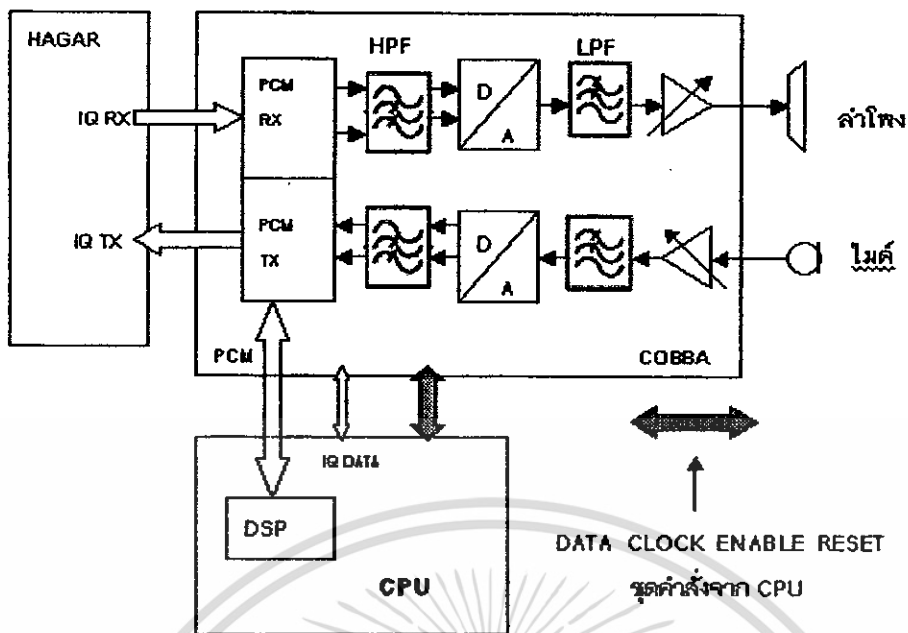 HAGAR
IQ RX
IQ TX
PCM
RX
PCM
TX
HPF
D
A
LPF
ลำโพง
D
A
ไมค์
PCM
COBBA
IQ DATA
DSP
CPU
DATA CLOCK ENABLE RESET
ชุดคำสั่งจาก CPU